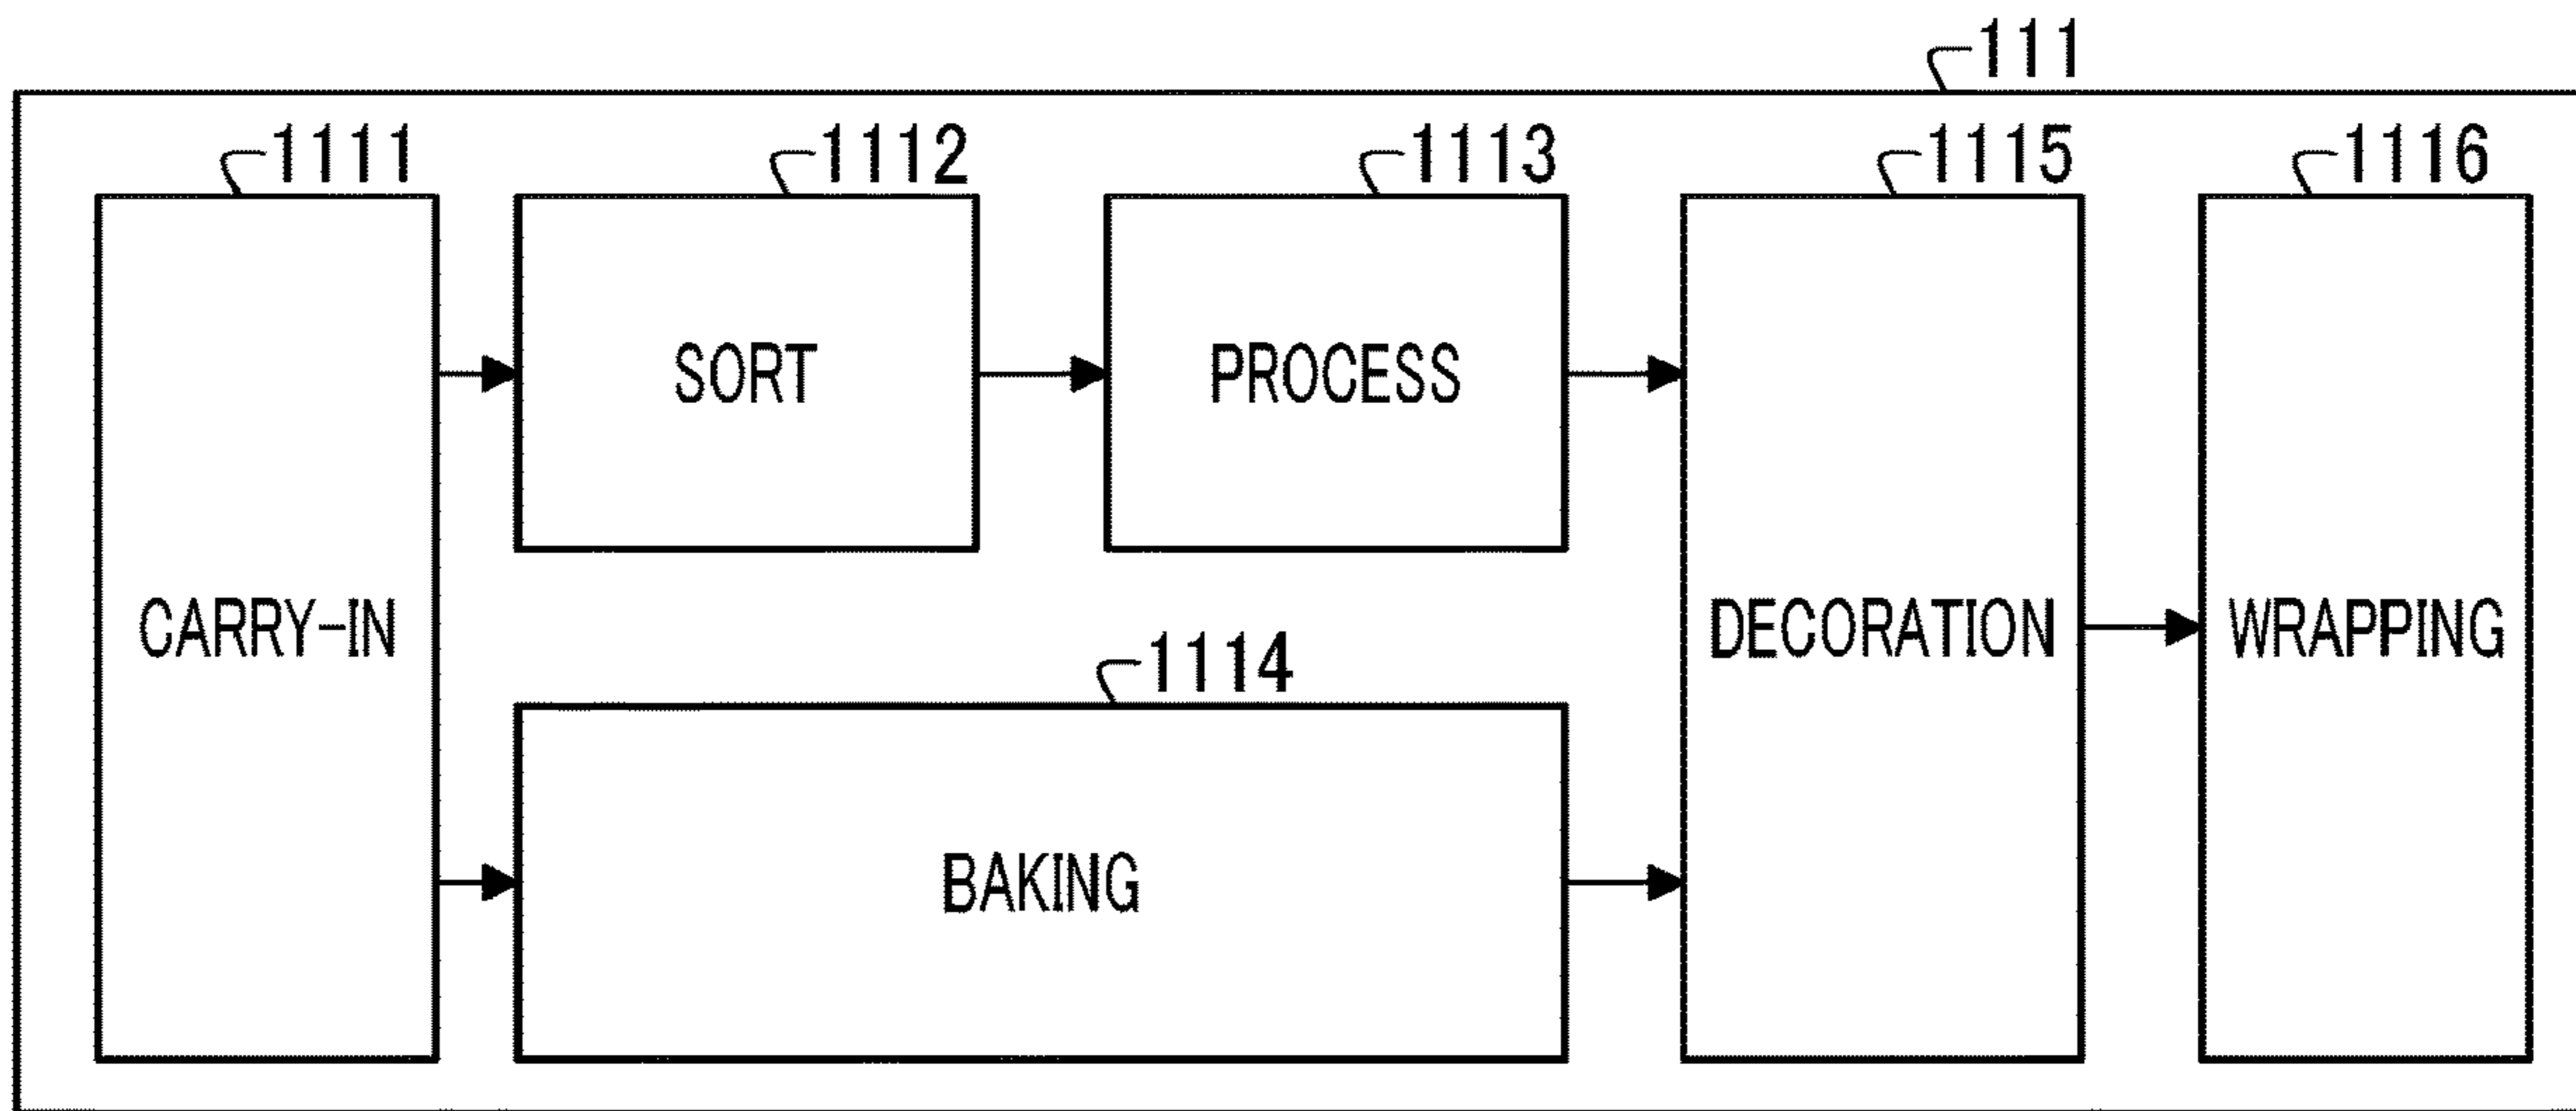 111
1111
1112
1113
1115
1116
SORT
PROCESS
CARRY-IN
DECORATION
WRAPPING
1114
BAKING